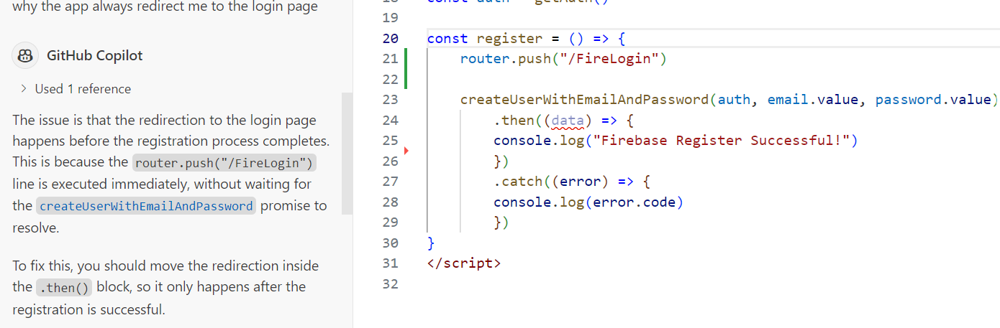 why the app always redirect me to the login page
GitHub Copilot
> Used 1 reference
The issue is that the redirection to the login page
happens before the registration process completes.
This is because the router.push("/FireLogin")
line is executed immediately, without waiting for
the createUserWithEmailAndPassword promise to
resolve.
To fix this, you should move the redirection inside
the .then() block, so it only happens after the
registration is successful.
18 const auth = getAuth()
19
20 const register = () => {
21 router.push("/FireLogin")
22
23 createUserWithEmailAndPassword(auth, email.value, password.value)
24 .then((data) => {
25 console.log("Firebase Register Successful!")
26 })
27 .catch((error) => {
28 console.log(error.code)
29 })
30 }
31 </script>
32